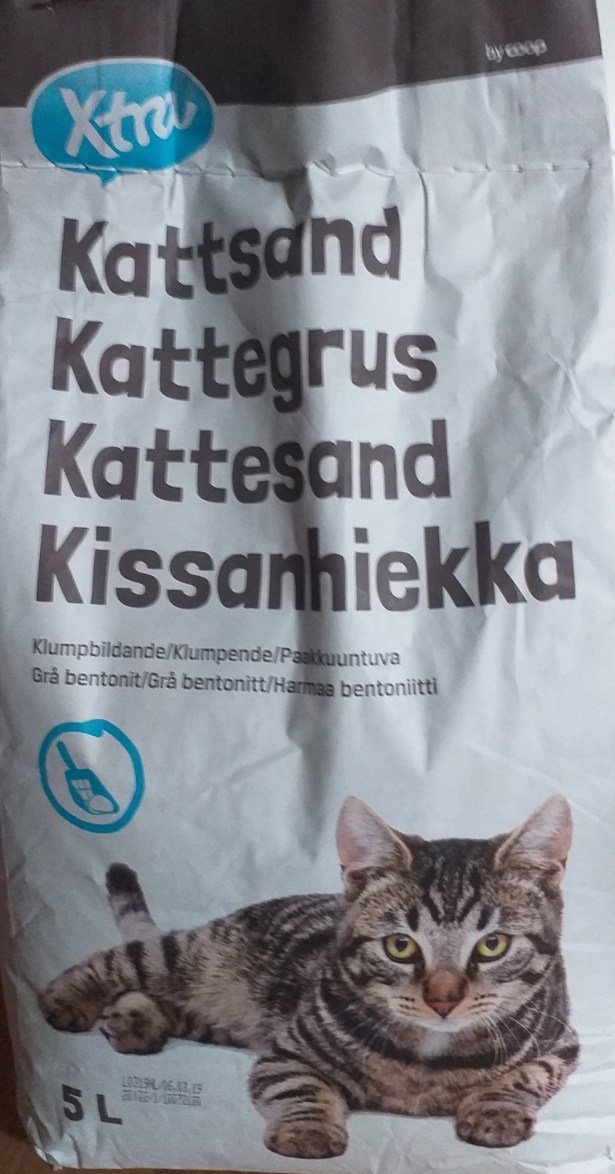 by coop
Xtra
Kattsand
Kattegrus
Kattesand
Kissanhiekka
Klumpbildande/Klumpende/Paakkuuntuva
Grå bentonit/Grå bentonitt/Harmaa bentoniitti
5 L